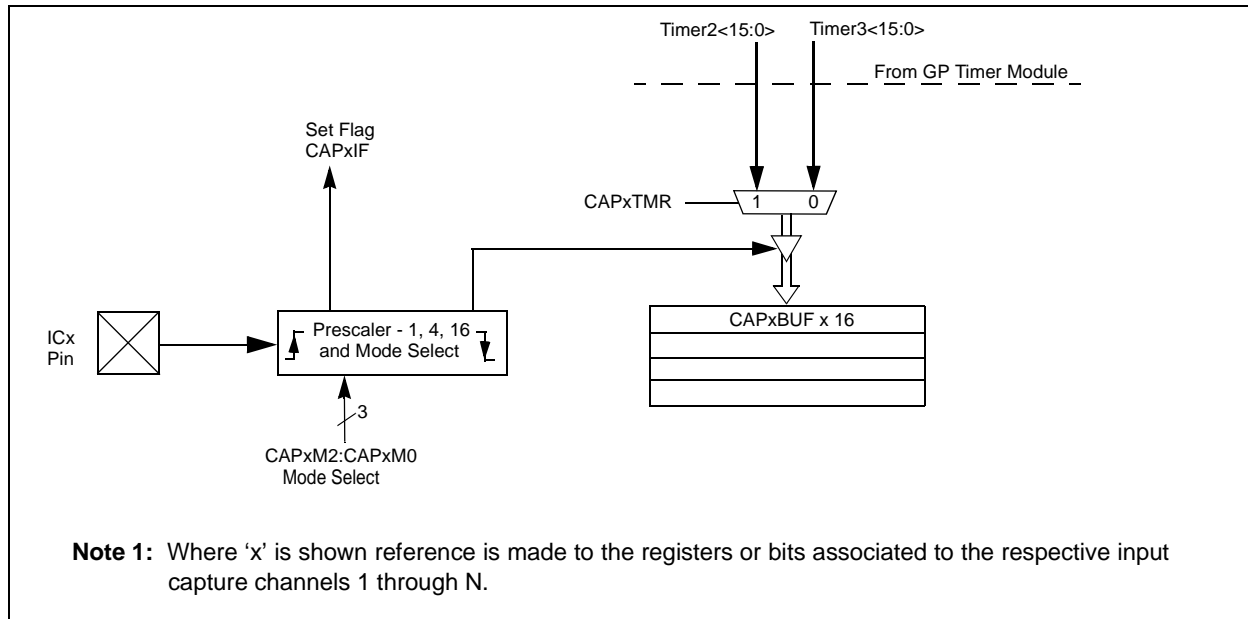 Timer2<15:0>
Timer3<15:0>
From GP Timer Module
Set Flag
CAPxIF
CAPxTMR
1 0
ICx
Pin
Prescaler - 1, 4, 16
and Mode Select
CAPxBUF x 16
3
CAPxM2:CAPxM0
Mode Select
Note 1: Where ‘x’ is shown reference is made to the registers or bits associated to the respective input
capture channels 1 through N.